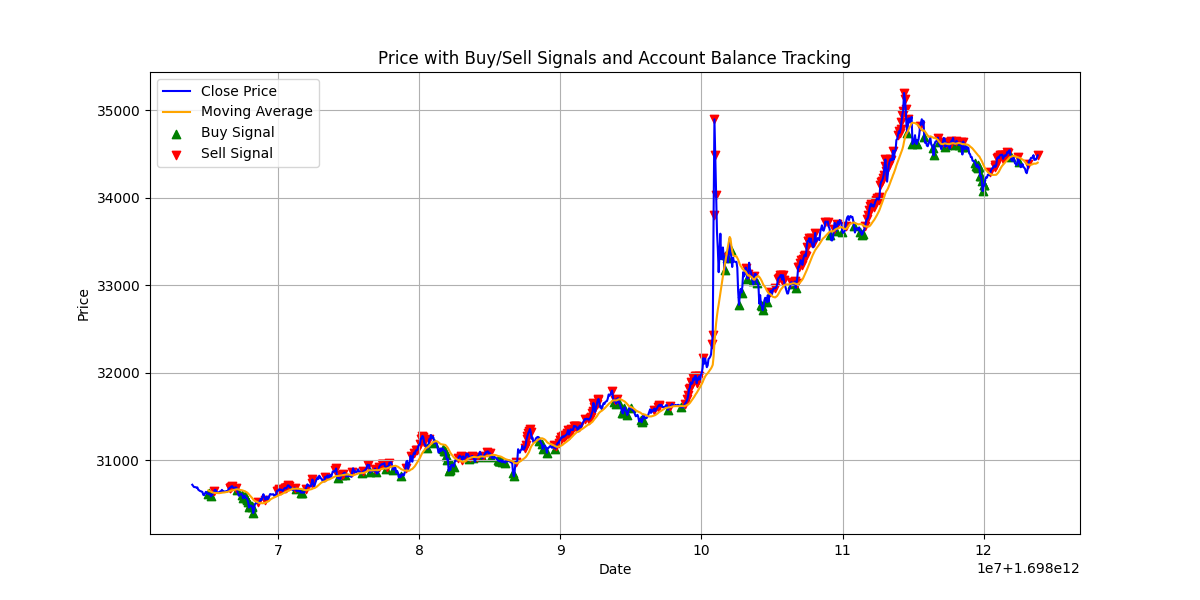 Price with Buy/Sell Signals and Account Balance Tracking
Close Price
Moving Average
Buy Signal
Sell Signal
35000
34000
33000
32000
31000
Price
7 8 9 10 11 12
Date
1e7+1.698e12